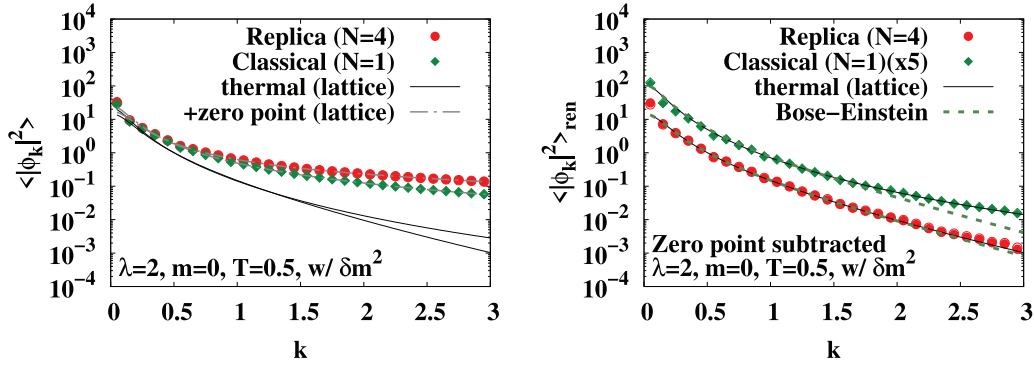 10^4
10^3
10^2
10^1
10^0
10^-1
10^-2
10^-3
10^-4
<|ϕ_k|^2>
Replica (N=4)
Classical (N=1)
thermal (lattice)
+zero point (lattice)
λ=2, m=0, T=0.5, w/ δm^2
0 0.5 1 1.5 2 2.5 3
k
10^4
10^3
10^2
10^1
10^0
10^-1
10^-2
10^-3
10^-4
<|ϕ_k|^2>_ren
Replica (N=4)
Classical (N=1)(x5)
thermal (lattice)
Bose−Einstein
Zero point subtracted
λ=2, m=0, T=0.5, w/ δm^2
0 0.5 1 1.5 2 2.5 3
k